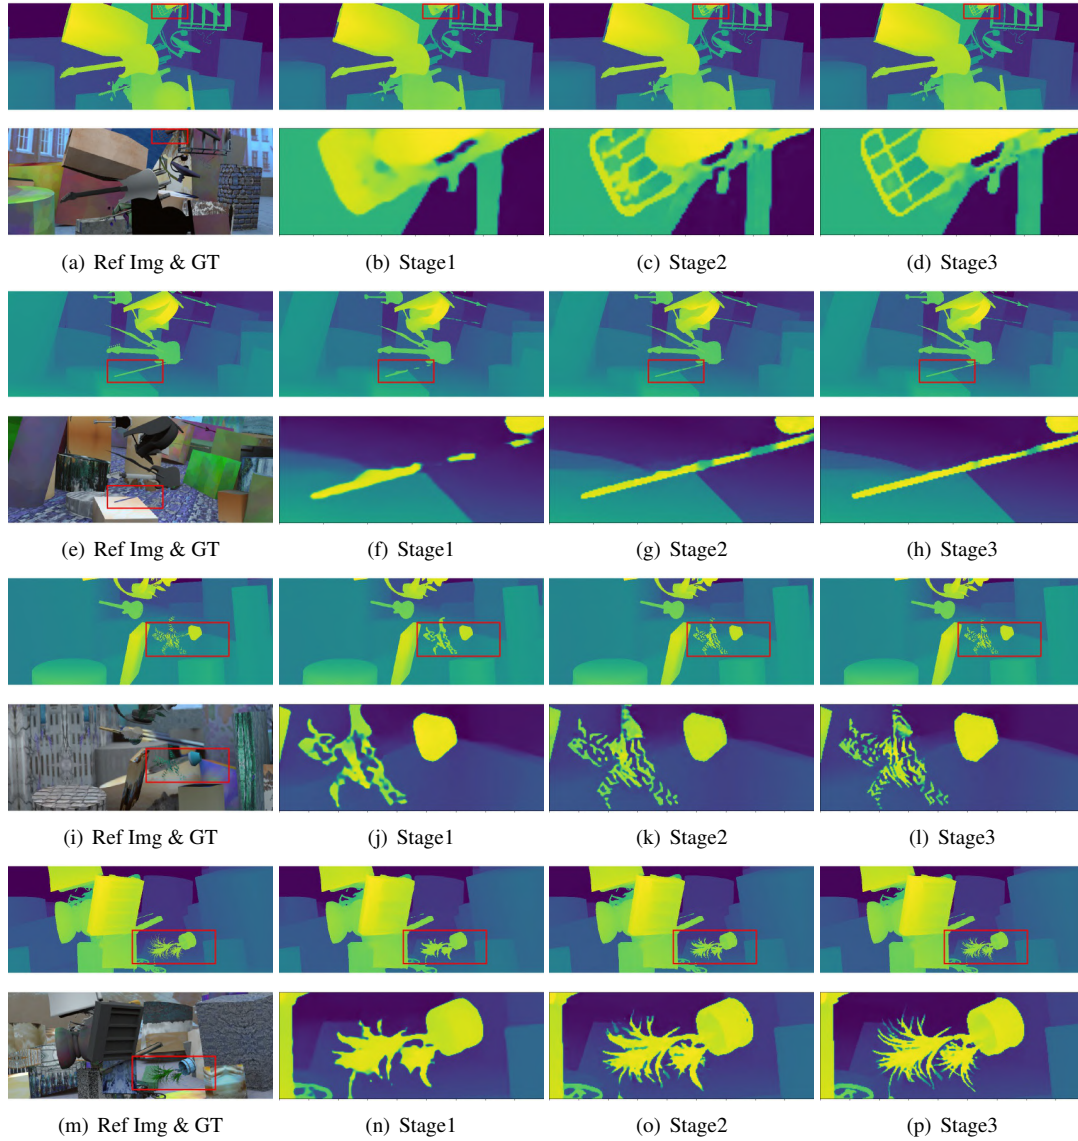 (a) Ref Img & GT
(b) Stage1
(c) Stage2
(d) Stage3
(e) Ref Img & GT
(f) Stage1
(g) Stage2
(h) Stage3
(i) Ref Img & GT
(j) Stage1
(k) Stage2
(l) Stage3
(m) Ref Img & GT
(n) Stage1
(o) Stage2
(p) Stage3